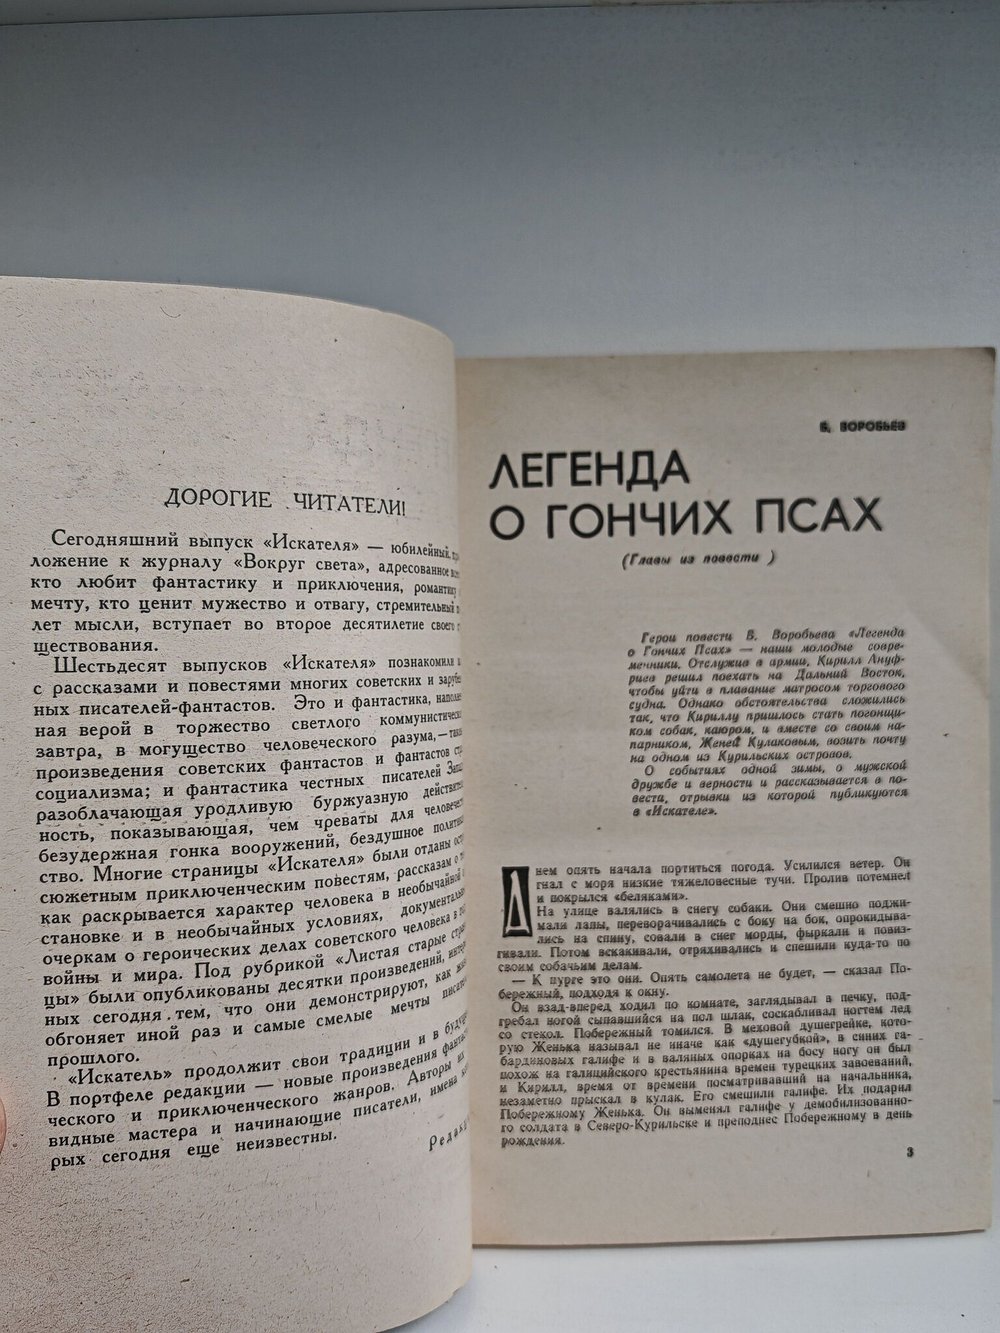 ДОРОГИЕ ЧИТАТЕЛИ!
Сегодняшний выпуск «Искателя» — юбилейный,
ложение к журналу «Вокруг света», адресованное
кто любит фантастику и приключения, романтику
мечту, кто ценит мужество и отвагу, стремительный
лет мысли, вступает во второе десятилетие своего
ществования.
Шестьдесят выпусков «Искателя» познакомили
с рассказами и повестями многих советских и зарубе
ных писателей-фантастов. Это и фантастика, наполне
ная верой в торжество светлого коммунистическ
завтра, в могущество человеческого разума, —
произведения советских фантастов и фантастов
социализма; и фантастика честных писателей Запа
разоблачающая уродливую буржуазную действител
ность, показывающая, чем чреваты для человечест
безудержная гонка вооружений, бездушное
ство. Многие страницы «Искателя» были отданы
сюжетным приключенческим повестям, рассказам о
как раскрывается характер человека в необычайной
становке и в необычайных условиях, документаль
очеркам о героических делах советского человека в
войны и мира. Под рубрикой «Листая старые
цы» были опубликованы десятки произведений,
ных сегодня тем, что они демонстрируют, как
обгоняет иной раз и самые смелые мечты
прошлого.
«Искатель» продолжит свои традиции и в
В портфеле редакции — новые произведения
ческого и приключенческого жанров. Авторы их
видные мастера и начинающие писатели, имена
рых сегодня еще неизвестны.
Редак
Б. ВОРОБЬЕВ
ЛЕГЕНДА
О ГОНЧИХ ПСАХ
(Главы из повести )
Герои повести Б. Воробьева «Легенда
о Гончих Псах» — наши молодые совре-
менники. Отслужив в армии, Кирилл Ануф-
риев решил поехать на Дальний Восток,
чтобы уйти в плавание матросом торгового
судна. Однако обстоятельства сложились
так, что Кириллу пришлось стать погонщи-
ком собак, каюром, и вместе со своим на-
парником, Женей Кулаковым, возить почту
на одном из Курильских островов.
О событиях одной зимы, о мужской
дружбе и верности и рассказывается в по-
вести, отрывки из которой публикуются
в «Искателе».
Днем опять начала портиться погода. Усилился ветер. Он
гнал с моря низкие тяжеловесные тучи. Пролив потемнел
и покрылся «беляками».
На улице валялись в снегу собаки. Они смешно поджи-
мали лапы, переворачивались с боку на бок, опрокидыва-
лись на спину, совали в снег морды, фыркали и повиз-
гивали. Потом вскакивали, отряхивались и спешили куда-то по
своим собачьим делам.
— К пурге это они. Опять самолета не будет, — сказал По-
бережный, подходя к окну.
Он взад-вперед ходил по комнате, заглядывал в печку, под-
гребал ногой сыпавшийся на пол шлак, соскабливал ногтем лед
со стекол. Побережный томился. В меховой душегрейке, кото-
рую Женька называл не иначе как «душегубкой», в синих га-
бардиновых галифе и в валяных опорках на босу ногу он был
похож на галицийского крестьянина времен турецких завоеваний,
и Кирилл, время от времени посматривавший на начальника,
незаметно прыскал в кулак. Его смешили галифе. Их подарил
Побережному Женька. Он выменял галифе у демобилизованно-
го солдата в Северо-Курильске и преподнес Побережному в день
рождения.
3